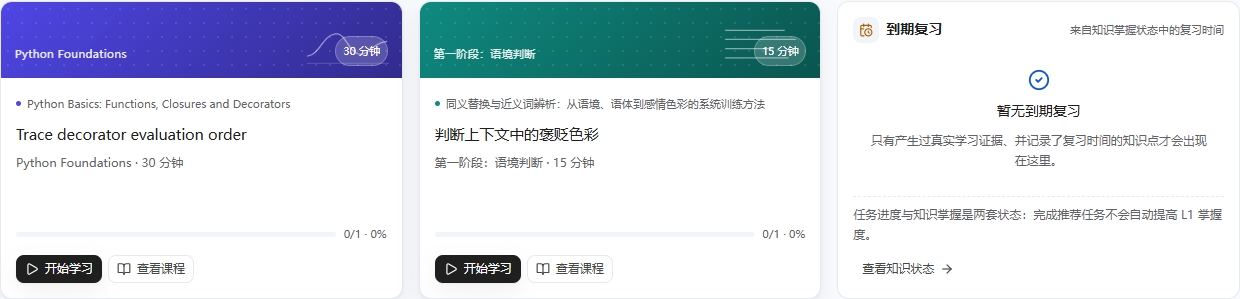 Python Foundations
30 分钟
Python Basics: Functions, Closures and Decorators
Trace decorator evaluation order
Python Foundations · 30 分钟
0/1 · 0%
开始学习
查看课程
第一阶段：语境判断
15 分钟
同义替换与近义词辨析：从语境、语体到感情色彩的系统训练方法
判断上下文中的褒贬色彩
第一阶段：语境判断 · 15 分钟
0/1 · 0%
开始学习
查看课程
到期复习
来自知识掌握状态中的复习时间
暂无到期复习
只有产生过真实学习证据、并记录了复习时间的知识点才会出现
在这里。
任务进度与知识掌握是两套状态：完成推荐任务不会自动提高 L1 掌握
度。
查看知识状态